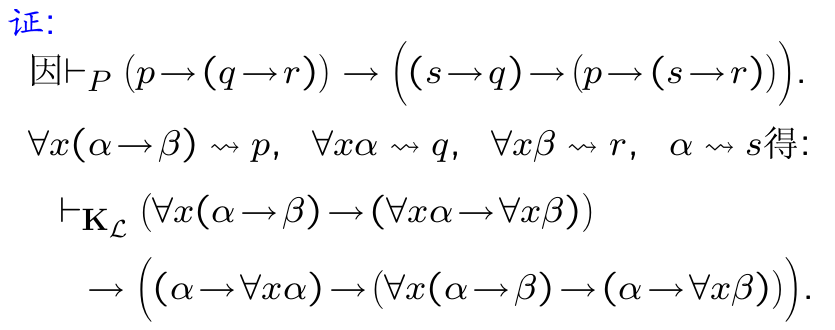 证:
因⊢_P (p→(q→r)) → ((s→q)→(p→(s→r))).
∀x(α→β) ⇝ p, ∀xα ⇝ q, ∀xβ ⇝ r, α ⇝ s得:
⊢_{K_ℒ} (∀x(α→β)→(∀xα→∀xβ))
→ ((α→∀xα)→(∀x(α→β)→(α→∀xβ))).